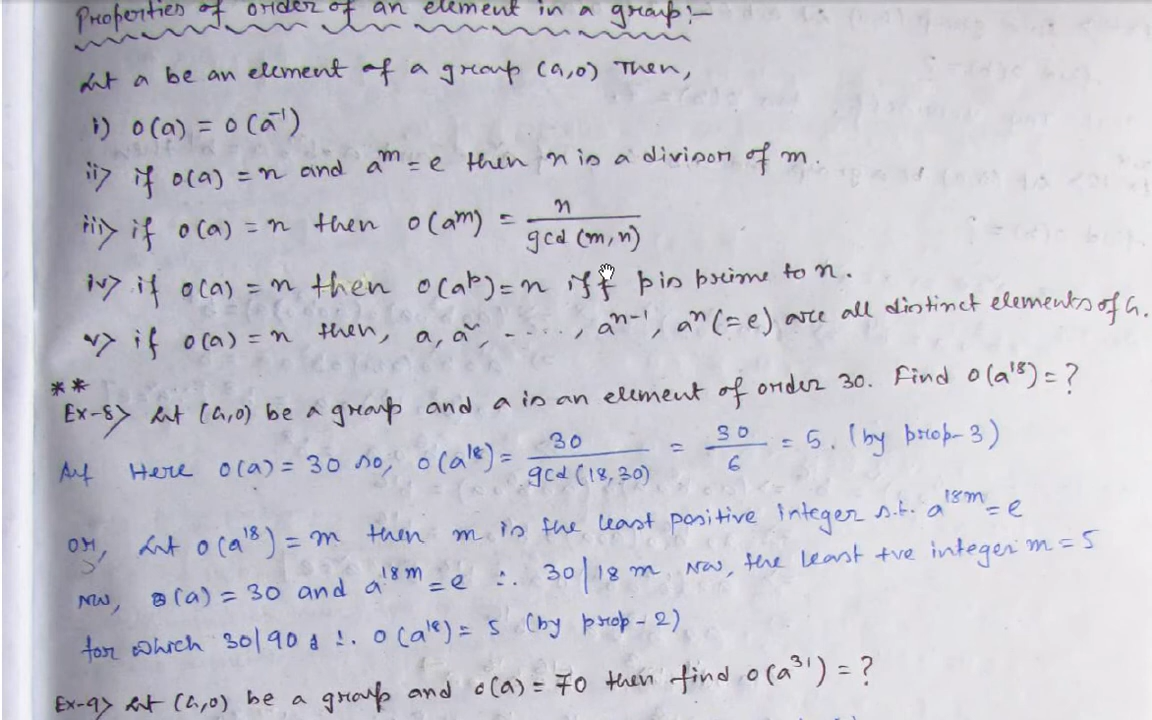 Properties of order of an element in a group:—
Let a be an element of a group (G,o) Then,
i) o(a) = o(a⁻¹)
ii) if o(a) = n and aᵐ = e then n is a divisor of m.
iii) if o(a) = n then o(aᵐ) = n / gcd(m,n)
iv) if o(a) = n then o(aᵖ) = n iff p is prime to n.
v) if o(a) = n then, a, a², - ...., aⁿ⁻¹, aⁿ(=e) are all distinct elements of G.
**
Ex-8) Let (G,o) be a group and a is an element of order 30. Find o(a¹⁸) = ?
Here o(a) = 30 so, o(a¹⁸) = 30 / gcd(18,30) = 30 / 6 = 5. (by prop-3)
or, Let o(a¹⁸) = m then m is the least positive integer s.t. a¹⁸ᵐ = e
Now, o(a) = 30 and a¹⁸ᵐ = e ∴ 30|18m Now, the least +ve integer m = 5
for which 30|90 ∴ o(a¹⁸) = 5 (by prop-2)
Ex-9) Let (G,o) be a group and o(a) = 70 then find o(a³¹) = ?